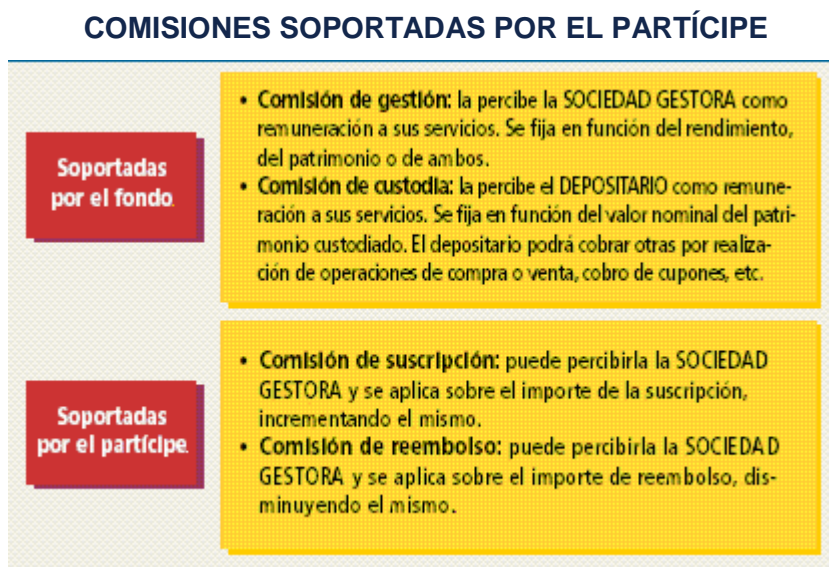 COMISIONES SOPORTADAS POR EL PARTÍCIPE
Soportadas
por el fondo.
• Comisión de gestión: la percibe la SOCIEDAD GESTORA como
remuneración a sus servicios. Se fija en función del rendimiento,
del patrimonio o de ambos.
• Comisión de custodia: la percibe el DEPOSITARIO como remune-
ración a sus servicios. Se fija en función del valor nominal del patri-
monio custodiado. El depositario podrá cobrar otras por realiza-
ción de operaciones de compra o venta, cobro de cupones, etc.
Soportadas
por el partícipe.
• Comisión de suscripción: puede percibirla la SOCIEDAD
GESTORA y se aplica sobre el importe de la suscripción,
incrementando el mismo.
• Comisión de reembolso: puede percibirla la SOCIEDAD
GESTORA y se aplica sobre el importe de reembolso, dis-
minuyendo el mismo.